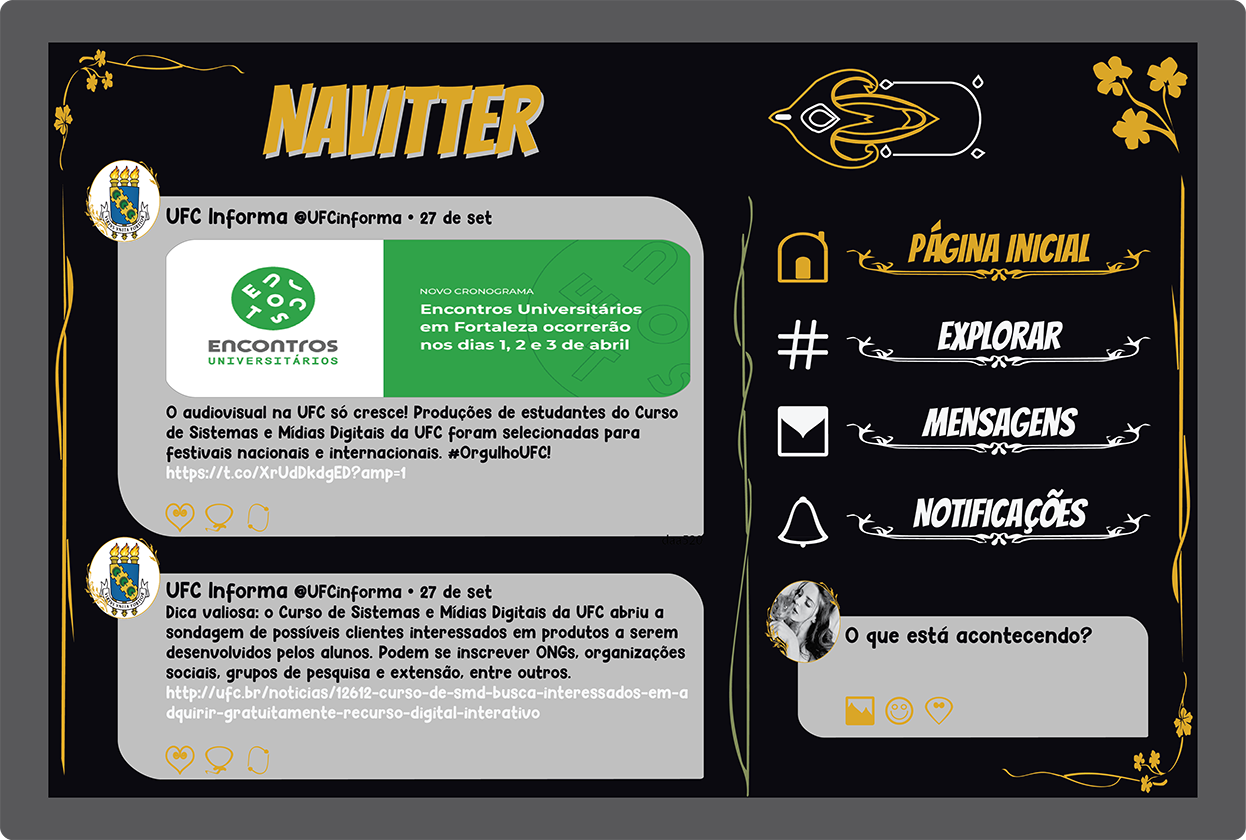 NAVITTER
UFC Informa @UFCinforma • 27 de set
ENCONTROS
UNIVERSITÁRIOS
NOVO CRONOGRAMA
Encontros Universitários
em Fortaleza ocorrerão
nos dias 1, 2 e 3 de abril
O audiovisual na UFC só cresce! Produções de estudantes do Curso
de Sistemas e Mídias Digitais da UFC foram selecionadas para
festivais nacionais e internacionais. #OrgulhoUFC!
https://t.co/XrUdDkdgED?amp=1
UFC Informa @UFCinforma • 27 de set
Dica valiosa: o Curso de Sistemas e Mídias Digitais da UFC abriu a
sondagem de possíveis clientes interessados em produtos a serem
desenvolvidos pelos alunos. Podem se inscrever ONGs, organizações
sociais, grupos de pesquisa e extensão, entre outros.
http://ufc.br/noticias/12612-curso-de-smd-busca-interessados-em-a
dquirir-gratuitamente-recurso-digital-interativo
PÁGINA INICIAL
EXPLORAR
MENSAGENS
NOTIFICAÇÕES
O que está acontecendo?